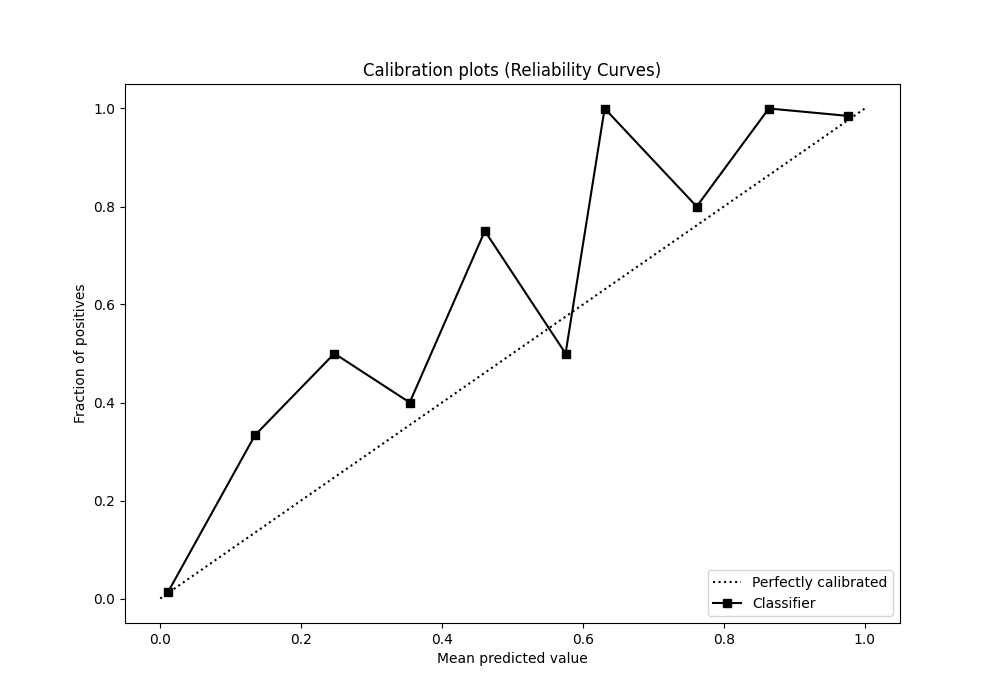 Calibration plots (Reliability Curves)
1.0
0.8
0.6
0.4
0.2
0.0
Fraction of positives
0.0 0.2 0.4 0.6 0.8 1.0
Mean predicted value
Perfectly calibrated
Classifier